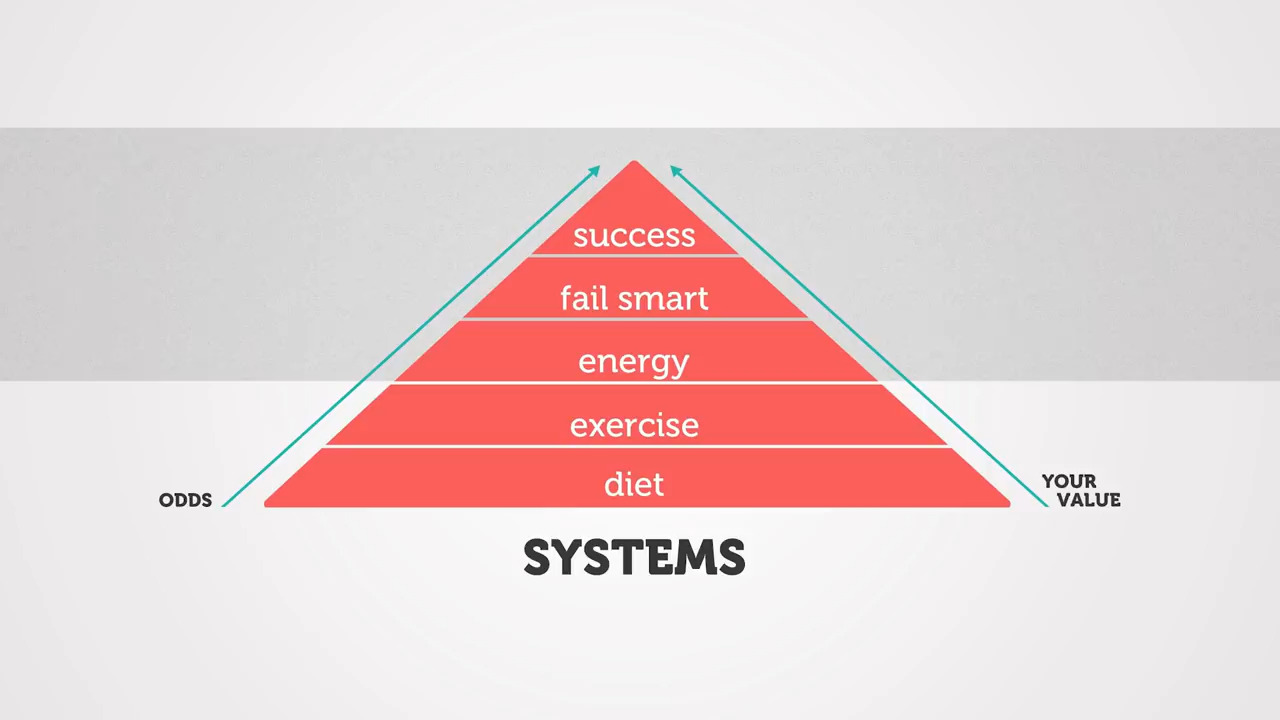 success
fail smart
energy
exercise
diet
ODDS
YOUR
VALUE
SYSTEMS